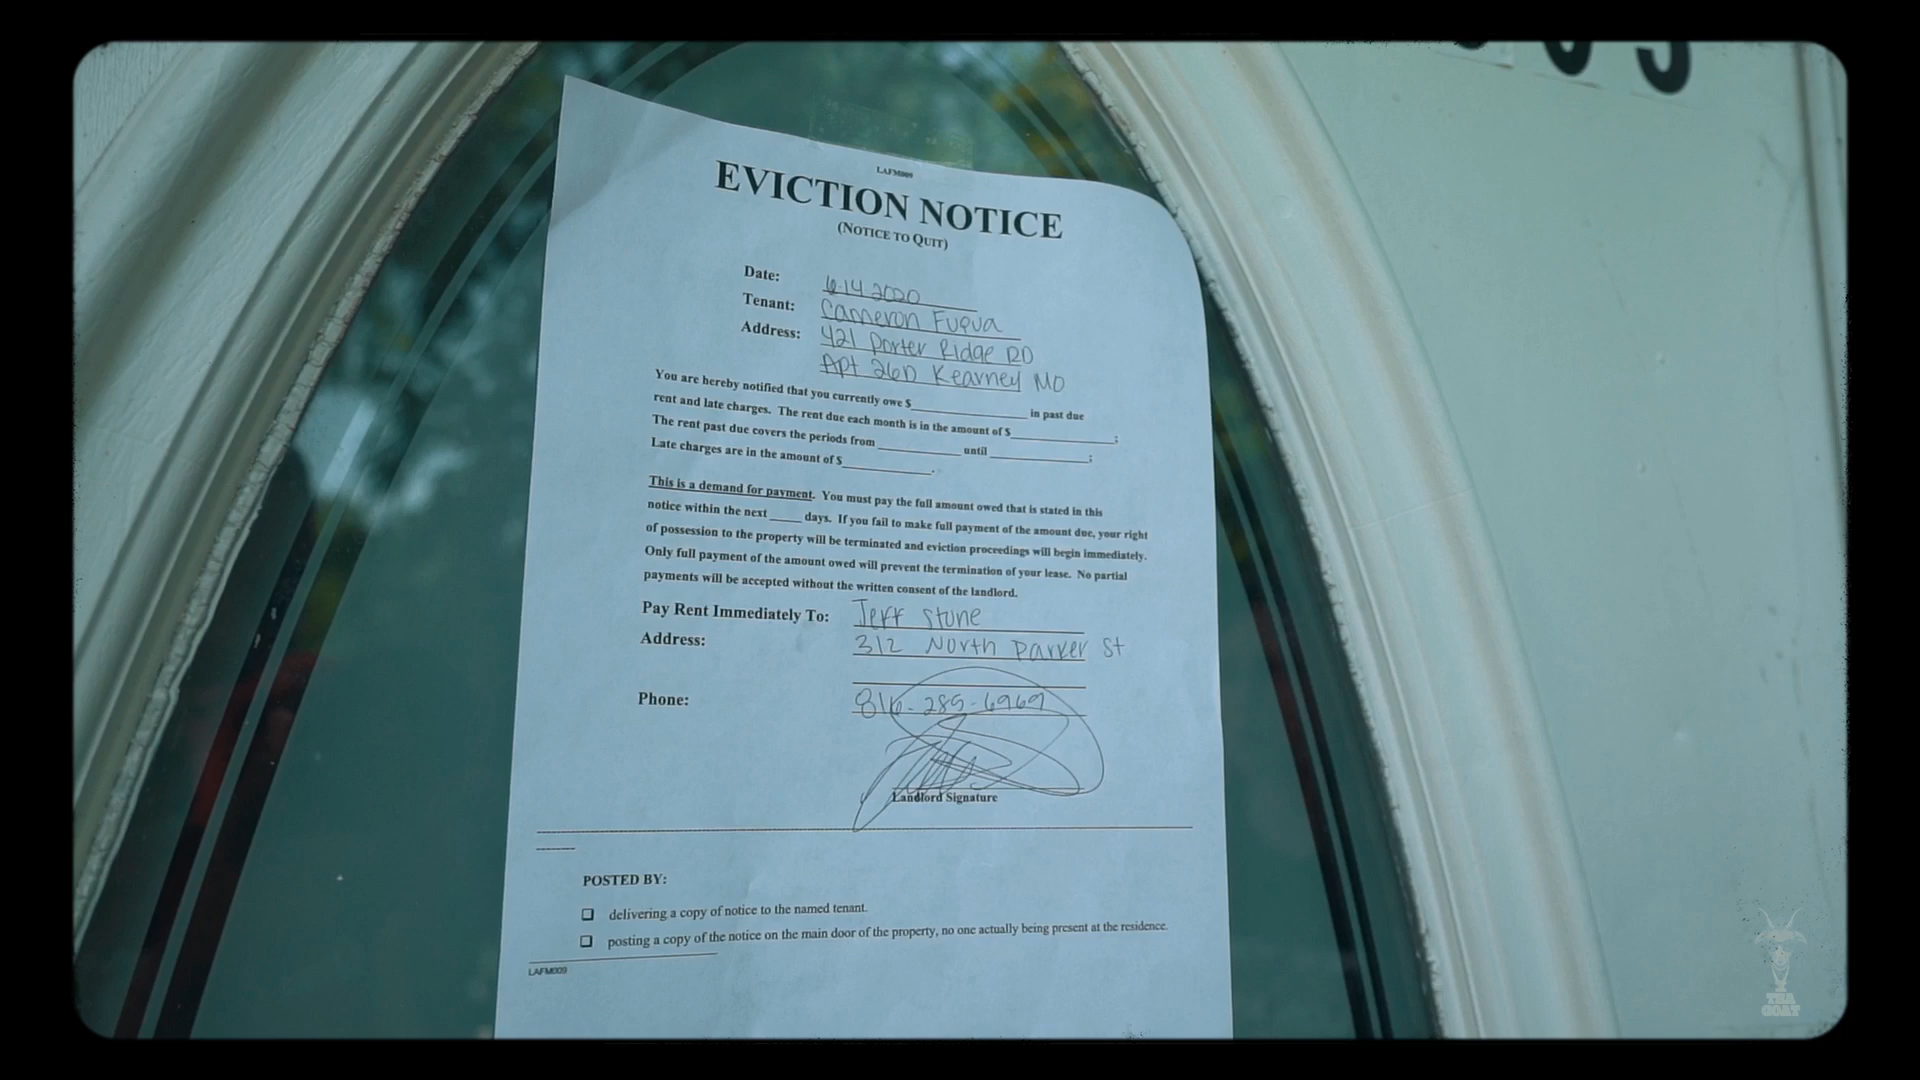 LAFM009
EVICTION NOTICE
(NOTICE TO QUIT)
Date: 6.14 2020
Tenant: Cameron Fuqua
Address: 421 Porter Ridge RD
Apt 26D Kearney MO
You are hereby notified that you currently owe $ in past due
rent and late charges. The rent due each month is in the amount of $ ;
The rent past due covers the periods from until ;
Late charges are in the amount of $ .
This is a demand for payment. You must pay the full amount owed that is stated in this
notice within the next days. If you fail to make full payment of the amount due, your right
of possession to the property will be terminated and eviction proceedings will begin immediately.
Only full payment of the amount owed will prevent the termination of your lease. No partial
payments will be accepted without the written consent of the landlord.
Pay Rent Immediately To: Jeff Stone
Address: 312 North Parker St
Phone: 816-285-6969
Landlord Signature
POSTED BY:
delivering a copy of notice to the named tenant.
posting a copy of the notice on the main door of the property, no one actually being present at the residence.
LAFM009
THA
GOAT